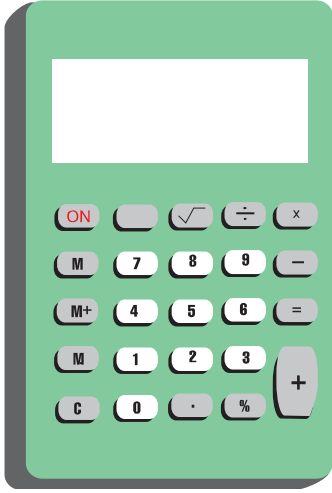 ON √ ÷ x
M 7 8 9 −
M+ 4 5 6 =
M 1 2 3 +
C 0 . %